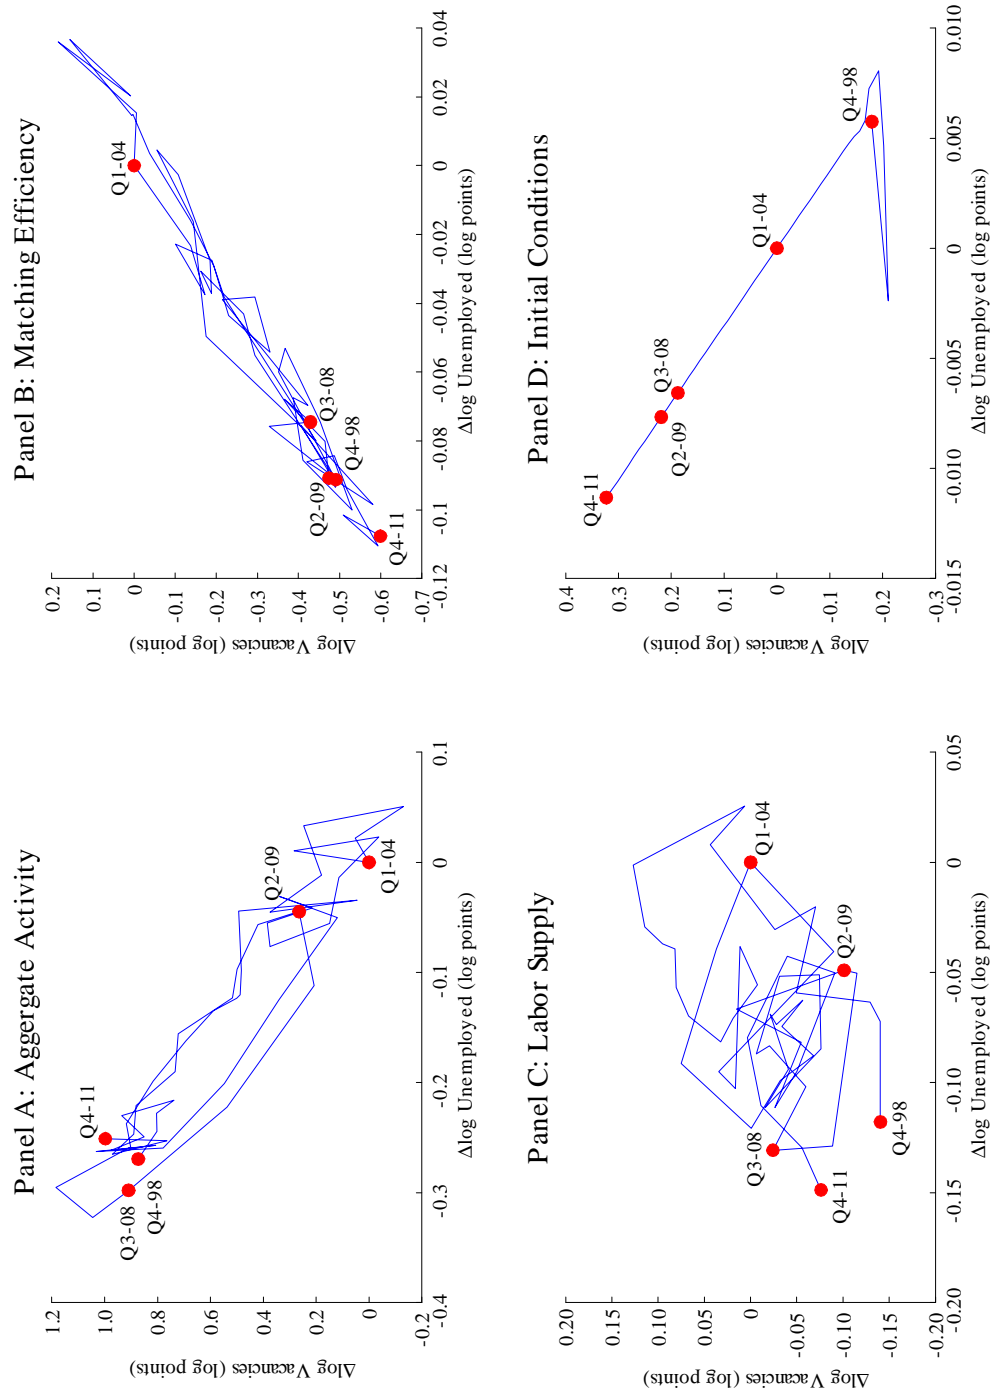 Panel A: Aggergate Activity
Δlog Vacancies (log points)
1.2
1.0
0.8
0.6
0.4
0.2
0
-0.2
-0.4
-0.3
-0.2
-0.1
0
0.1
Δlog Unemployed (log points)
Q3-08
Q4-98
Q4-11
Q2-09
Q1-04
Panel B: Matching Efficiency
Δlog Vacancies (log points)
0.2
0.1
0
-0.1
-0.2
-0.3
-0.4
-0.5
-0.6
-0.7
-0.12
-0.1
-0.08
-0.06
-0.04
-0.02
0
0.02
0.04
Δlog Unemployed (log points)
Q1-04
Q3-08
Q4-98
Q2-09
Q4-11
Panel C: Labor Supply
Δlog Vacancies (log points)
0.20
0.15
0.10
0.05
0
-0.05
-0.10
-0.15
-0.20
-0.20
-0.15
-0.10
-0.05
0
0.05
Δlog Unemployed (log points)
Q1-04
Q2-09
Q3-08
Q4-11
Q4-98
Panel D: Initial Conditions
Δlog Vacancies (log points)
0.4
0.3
0.2
0.1
0
-0.1
-0.2
-0.3
-0.015
-0.010
-0.005
0
0.005
0.010
Δlog Unemployed (log points)
Q4-11
Q2-09
Q3-08
Q1-04
Q4-98